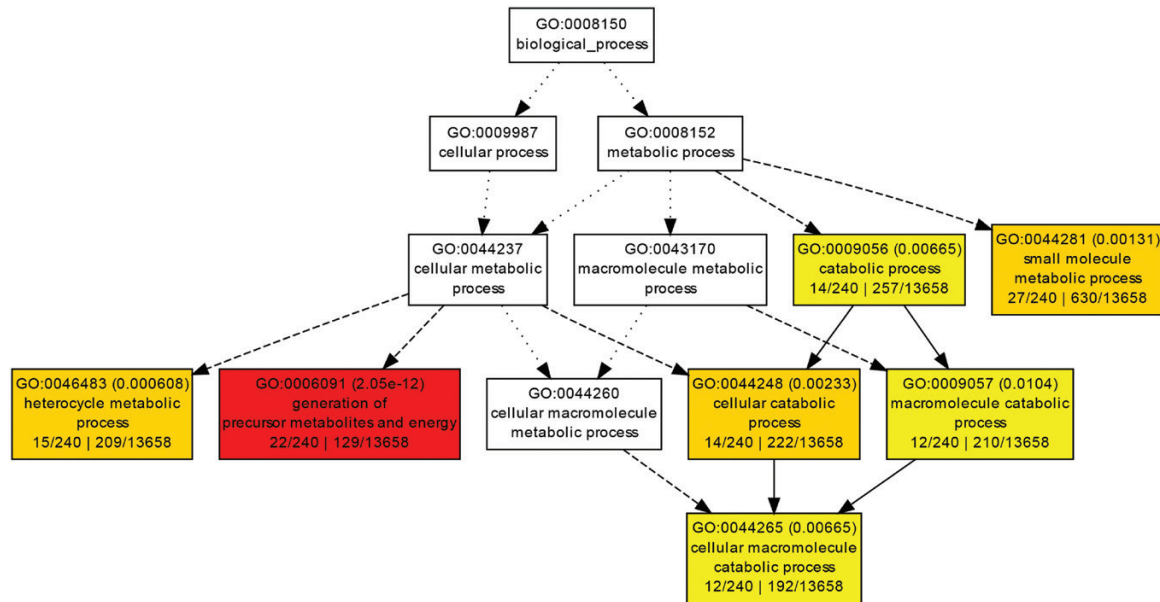 GO:0008150
biological_process
GO:0009987
cellular process
GO:0008152
metabolic process
GO:0044237
cellular metabolic
process
GO:0043170
macromolecule metabolic
process
GO:0009056 (0.00665)
catabolic process
14/240 | 257/13658
GO:0044281 (0.00131)
small molecule
metabolic process
27/240 | 630/13658
GO:0046483 (0.000608)
heterocycle metabolic
process
15/240 | 209/13658
GO:0006091 (2.05e-12)
generation of
precursor metabolites and energy
22/240 | 129/13658
GO:0044260
cellular macromolecule
metabolic process
GO:0044248 (0.00233)
cellular catabolic
process
14/240 | 222/13658
GO:0009057 (0.0104)
macromolecule catabolic
process
12/240 | 210/13658
GO:0044265 (0.00665)
cellular macromolecule
catabolic process
12/240 | 192/13658